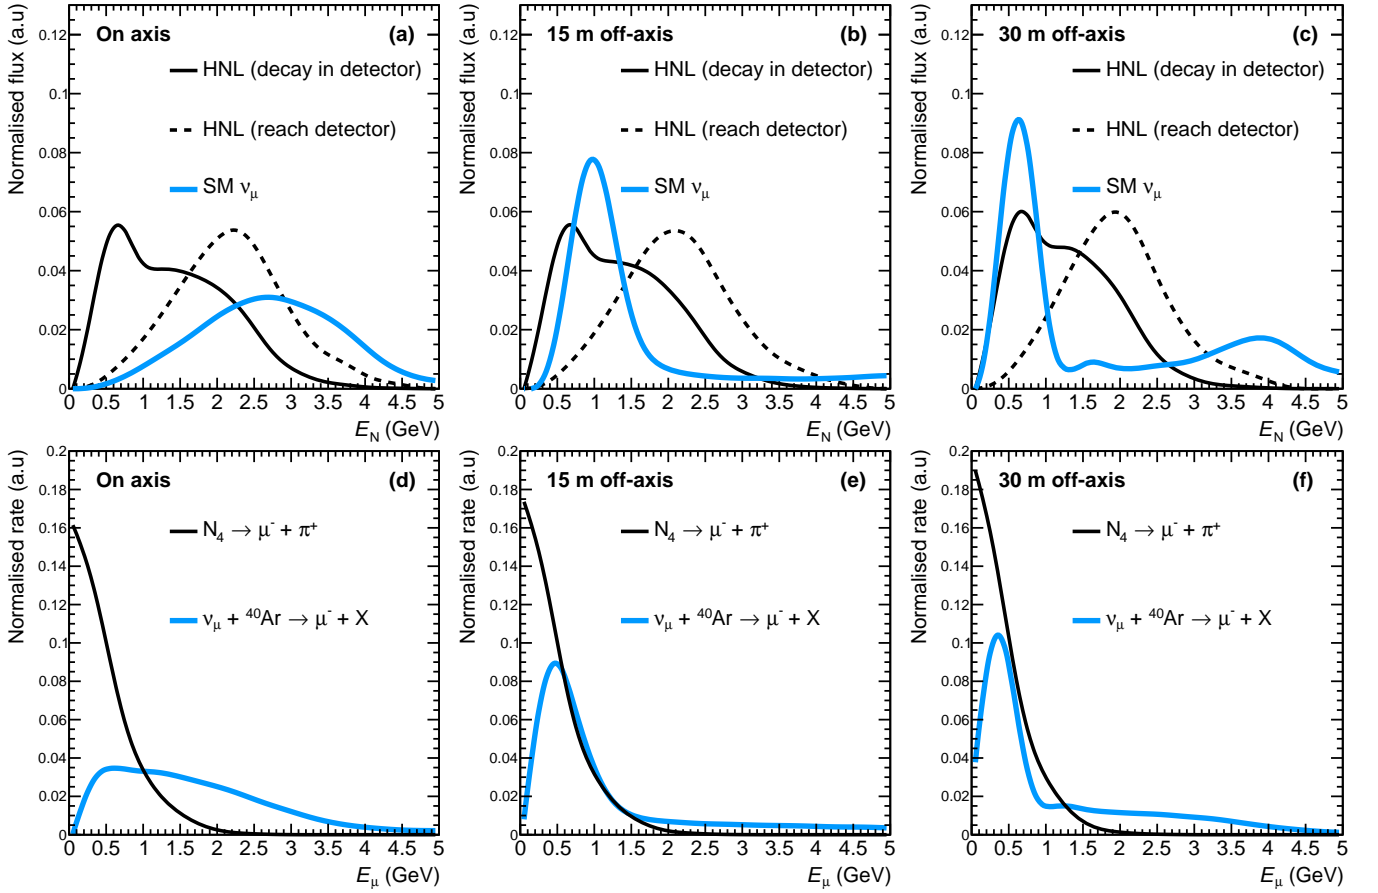 Normalised flux (a.u)
0.12
0.1
0.08
0.06
0.04
0.02
0
On axis (a)
HNL (decay in detector)
HNL (reach detector)
SM νμ
0 0.5 1 1.5 2 2.5 3 3.5 4 4.5 5
E_N (GeV)
Normalised flux (a.u)
0.12
0.1
0.08
0.06
0.04
0.02
0
15 m off-axis (b)
HNL (decay in detector)
HNL (reach detector)
SM νμ
0 0.5 1 1.5 2 2.5 3 3.5 4 4.5 5
E_N (GeV)
Normalised flux (a.u)
0.12
0.1
0.08
0.06
0.04
0.02
0
30 m off-axis (c)
HNL (decay in detector)
HNL (reach detector)
SM νμ
0 0.5 1 1.5 2 2.5 3 3.5 4 4.5 5
E_N (GeV)
Normalised rate (a.u)
0.2
0.18
0.16
0.14
0.12
0.1
0.08
0.06
0.04
0.02
0
On axis (d)
N₄ → μ⁻ + π⁺
νμ + ⁴⁰Ar → μ⁻ + X
0 0.5 1 1.5 2 2.5 3 3.5 4 4.5 5
E_μ (GeV)
Normalised rate (a.u)
0.2
0.18
0.16
0.14
0.12
0.1
0.08
0.06
0.04
0.02
0
15 m off-axis (e)
N₄ → μ⁻ + π⁺
νμ + ⁴⁰Ar → μ⁻ + X
0 0.5 1 1.5 2 2.5 3 3.5 4 4.5 5
E_μ (GeV)
Normalised rate (a.u)
0.2
0.18
0.16
0.14
0.12
0.1
0.08
0.06
0.04
0.02
0
30 m off-axis (f)
N₄ → μ⁻ + π⁺
νμ + ⁴⁰Ar → μ⁻ + X
0 0.5 1 1.5 2 2.5 3 3.5 4 4.5 5
E_μ (GeV)